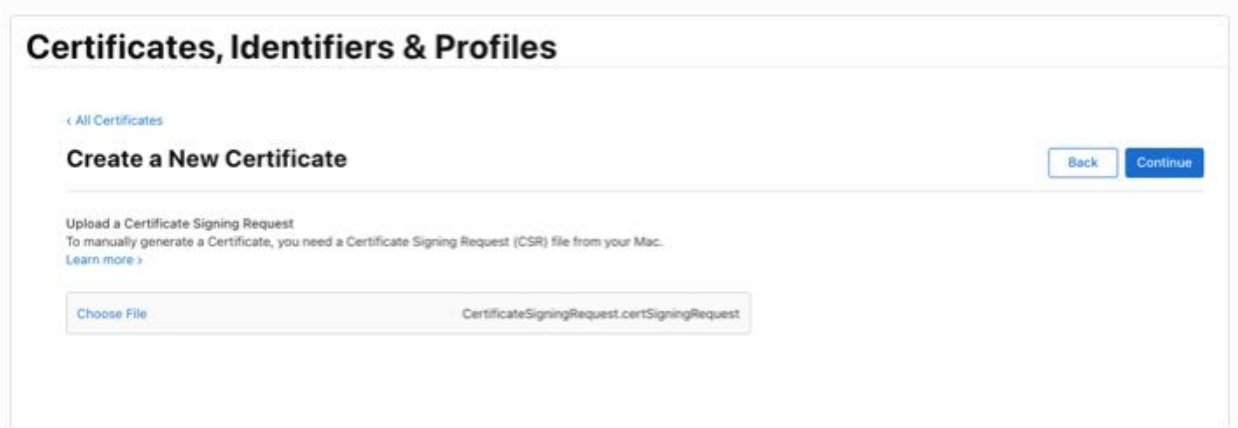 Certificates, Identifiers & Profiles
‹ All Certificates
Create a New Certificate
Back
Continue
Upload a Certificate Signing Request
To manually generate a Certificate, you need a Certificate Signing Request (CSR) file from your Mac.
Learn more ›
Choose File
CertificateSigningRequest.certSigningRequest